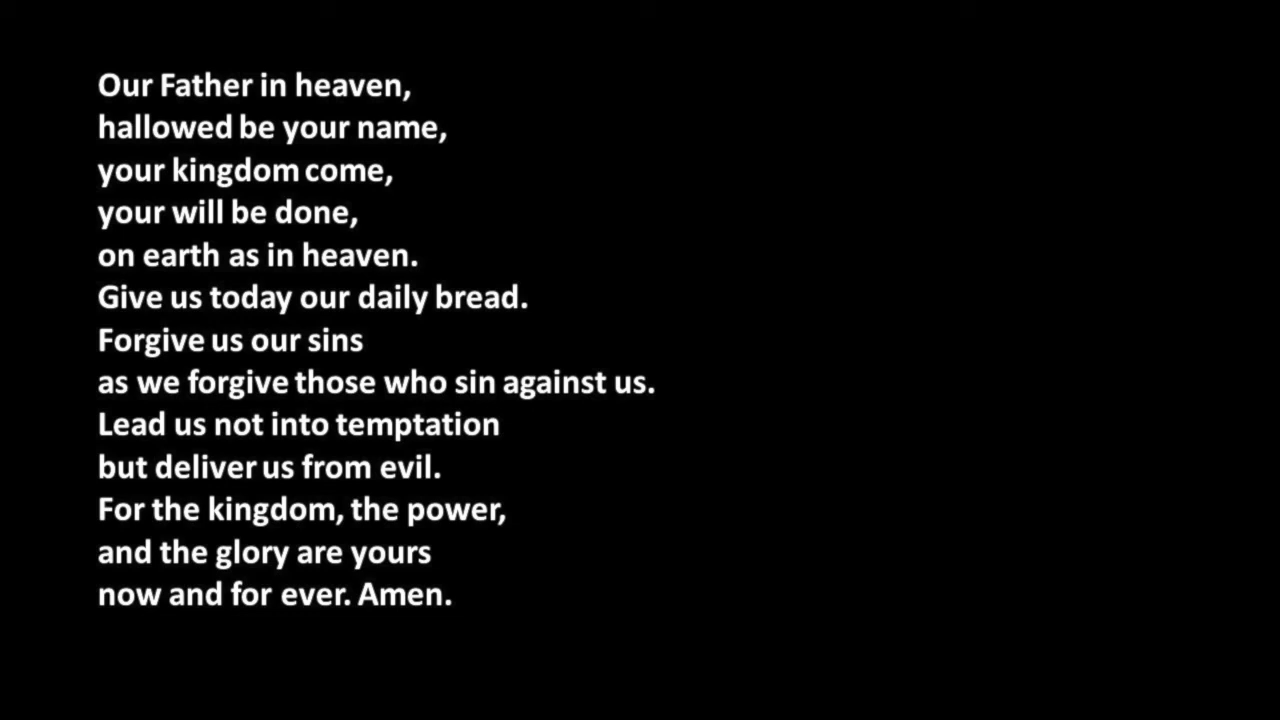 Our Father in heaven,
hallowed be your name,
your kingdom come,
your will be done,
on earth as in heaven.
Give us today our daily bread.
Forgive us our sins
as we forgive those who sin against us.
Lead us not into temptation
but deliver us from evil.
For the kingdom, the power,
and the glory are yours
now and for ever. Amen.